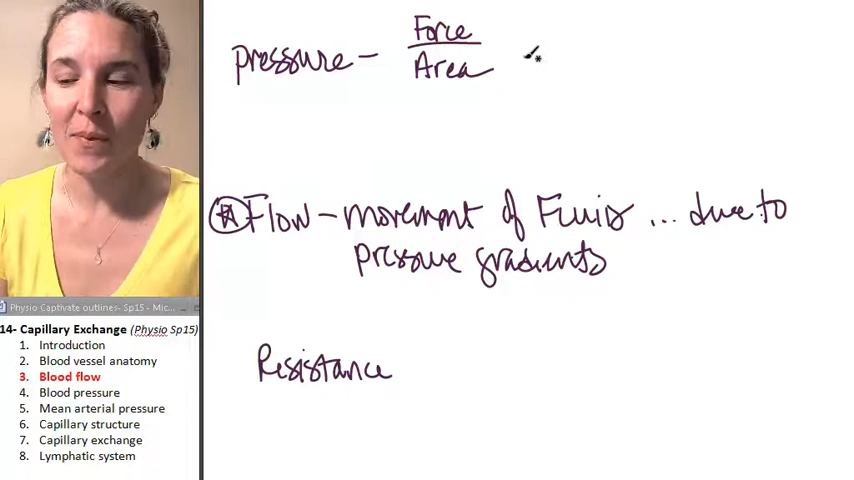 pressure - Force
Area
Flow - movement of Fluids ... due to
pressure gradients
Resistance
Physio Captivate outlines- Sp15 - Mic...
14- Capillary Exchange (Physio Sp15)
1. Introduction
2. Blood vessel anatomy
3. Blood flow
4. Blood pressure
5. Mean arterial pressure
6. Capillary structure
7. Capillary exchange
8. Lymphatic system